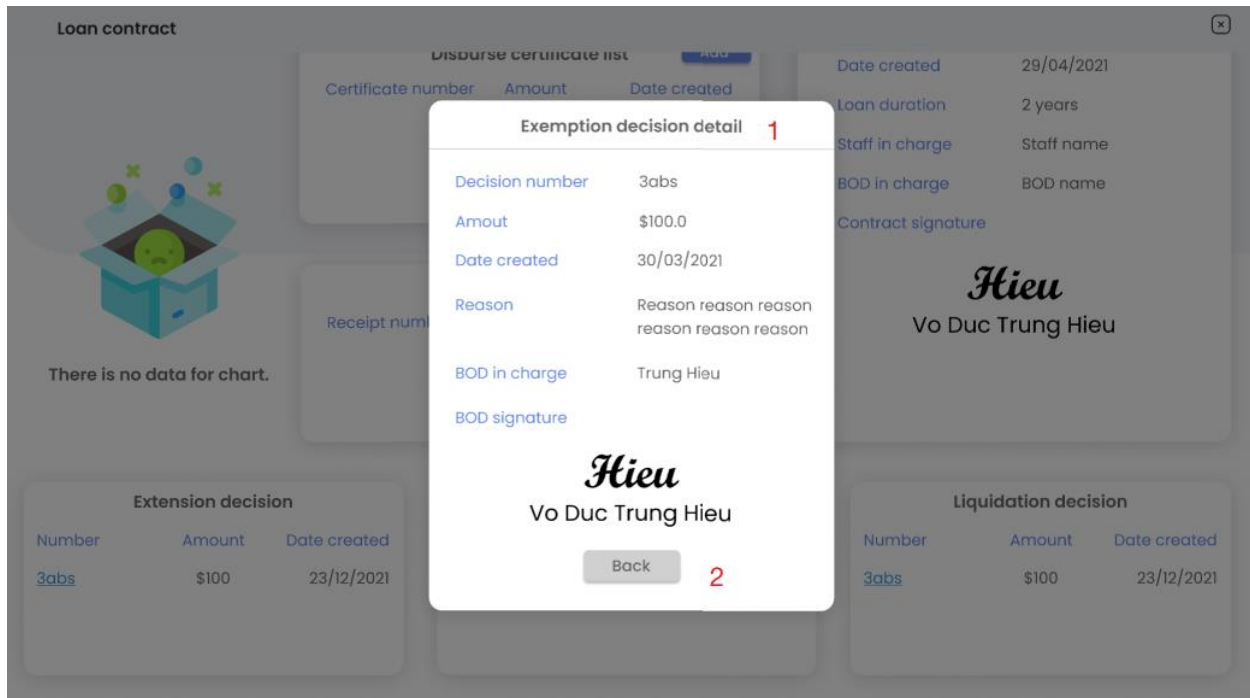 Loan contract
Disburse certificate list Add
Certificate number Amount Date created
Receipt num
There is no data for chart.
Date created 29/04/2021
Loan duration 2 years
Staff in charge Staff name
BOD in charge BOD name
Contract signature
Hieu
Vo Duc Trung Hieu
Exemption decision detail 1
Decision number 3abs
Amout $100.0
Date created 30/03/2021
Reason Reason reason reason
reason reason reason
BOD in charge Trung Hieu
BOD signature
Hieu
Vo Duc Trung Hieu
Back 2
Extension decision
Number Amount Date created
3abs $100 23/12/2021
Liquidation decision
Number Amount Date created
3abs $100 23/12/2021